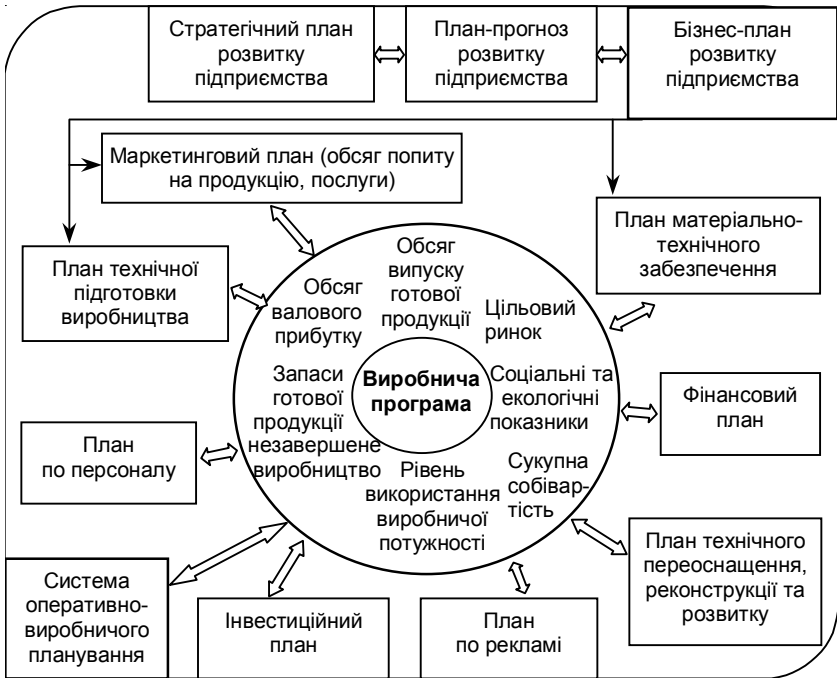 Стратегічний план
розвитку
підприємства
План-прогноз
розвитку
підприємства
Бізнес-план
розвитку
підприємства
Маркетинговий план (обсяг попиту
на продукцію, послуги)
План технічної
підготовки
виробництва
План матеріально-
технічного
забезпечення
Обсяг
валового
прибутку
Обсяг
випуску
готової
продукції
Цільовий
ринок
Запаси
готової
продукції
незавершене
виробництво
Виробнича
програма
Соціальні та
екологічні
показники
Рівень
використання
виробничої
потужності
Сукупна
собівар-
тість
План
по персоналу
Фінансовий
план
Система
оперативно-
виробничого
планування
Інвестиційний
план
План
по рекламі
План технічного
переоснащення,
реконструкції та
розвитку